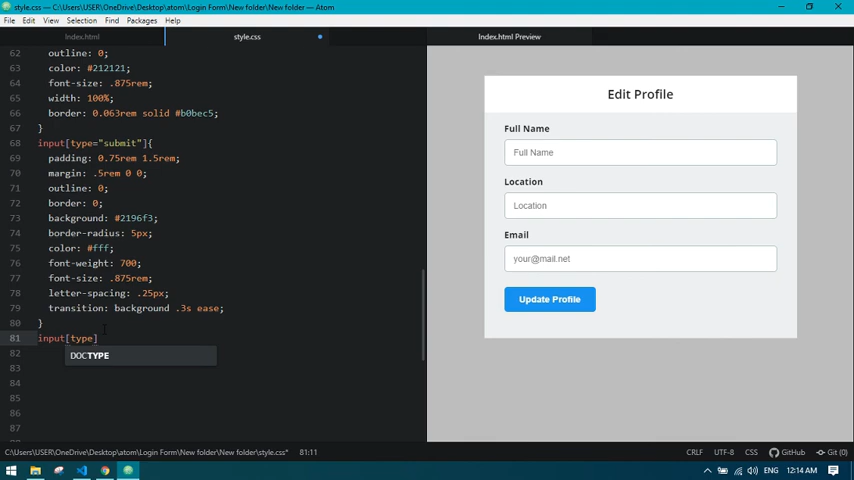 style.css — C:\Users\USER\OneDrive\Desktop\atom\Login Form\New folder\New folder — Atom
File Edit View Selection Find Packages Help
Index.html
style.css
Index.html Preview
62 outline: 0;
63 color: #212121;
64 font-size: .875rem;
65 width: 100%;
66 border: 0.063rem solid #b0bec5;
67 }
68 input[type="submit"]{
69 padding: 0.75rem 1.5rem;
70 margin: .5rem 0 0;
71 outline: 0;
72 border: 0;
73 background: #2196f3;
74 border-radius: 5px;
75 color: #fff;
76 font-weight: 700;
77 font-size: .875rem;
78 letter-spacing: .25px;
79 transition: background .3s ease;
80 }
81 input[type]
82
83
84
85
86
87
DOCTYPE
Edit Profile
Full Name
Full Name
Location
Location
Email
your@mail.net
Update Profile
C:\Users\USER\OneDrive\Desktop\atom\Login Form\New folder\New folder\style.css* 81:11
CRLF UTF-8 CSS GitHub Git (0)
ENG 12:14 AM